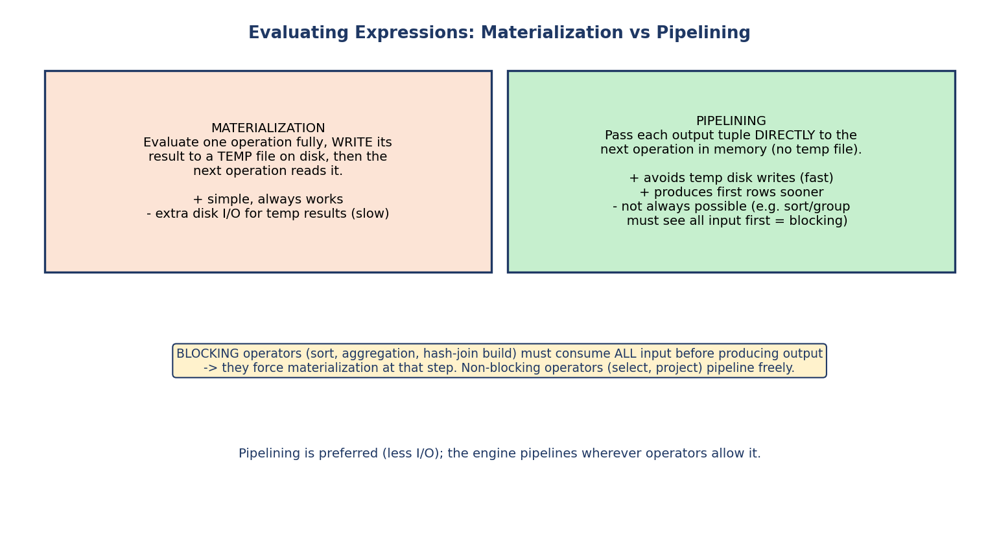 Evaluating Expressions: Materialization vs Pipelining
MATERIALIZATION
Evaluate one operation fully, WRITE its
result to a TEMP file on disk, then the
next operation reads it.
+ simple, always works
- extra disk I/O for temp results (slow)
PIPELINING
Pass each output tuple DIRECTLY to the
next operation in memory (no temp file).
+ avoids temp disk writes (fast)
+ produces first rows sooner
- not always possible (e.g. sort/group
must see all input first = blocking)
BLOCKING operators (sort, aggregation, hash-join build) must consume ALL input before producing output
-> they force materialization at that step. Non-blocking operators (select, project) pipeline freely.
Pipelining is preferred (less I/O); the engine pipelines wherever operators allow it.